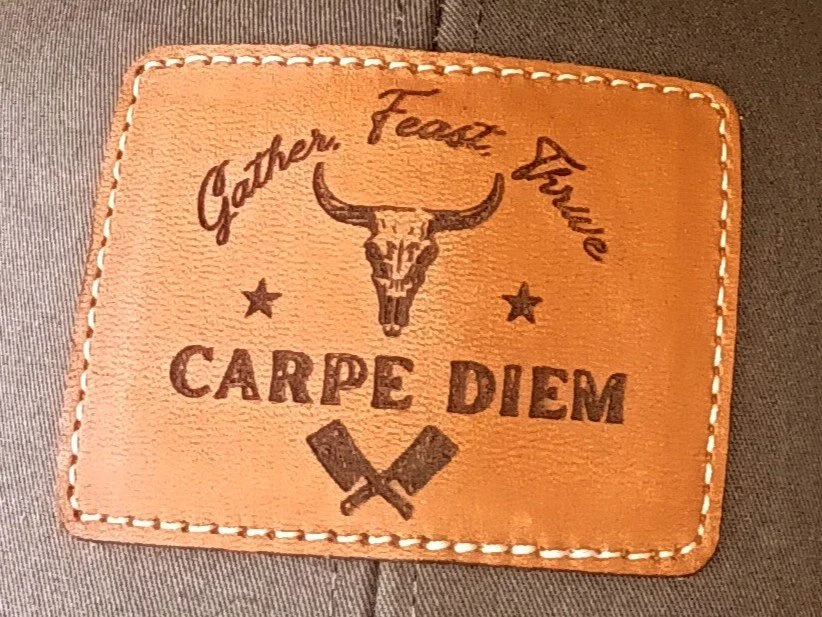 Gather, Feast, Thrive
CARPE DIEM